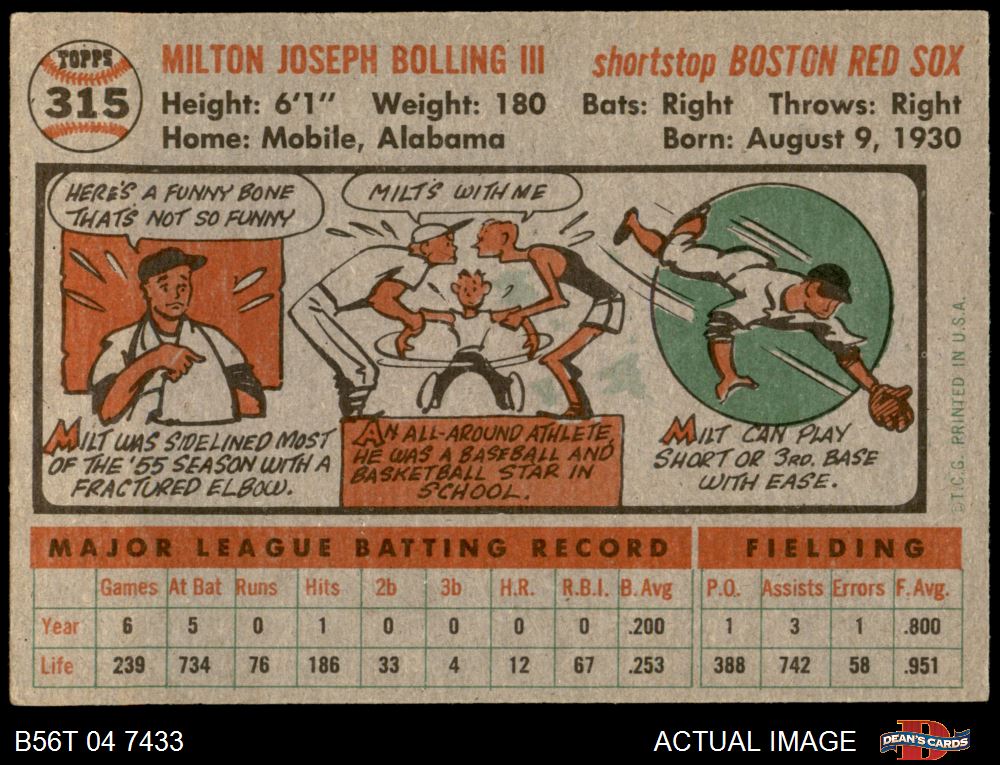 TOPPS
315
MILTON JOSEPH BOLLING III
shortstop BOSTON RED SOX
Height: 6'1" Weight: 180 Bats: Right Throws: Right
Home: Mobile, Alabama Born: August 9, 1930
HERE'S A FUNNY BONE
THAT'S NOT SO FUNNY
MILT WAS SIDELINED MOST
OF THE '55 SEASON WITH A
FRACTURED ELBOW.
MILT'S WITH ME
AN ALL-AROUND ATHLETE,
HE WAS A BASEBALL AND
BASKETBALL STAR IN
SCHOOL.
MILT CAN PLAY
SHORT OR 3RD. BASE
WITH EASE.
©T.C.G. PRINTED IN U.S.A.
MAJOR LEAGUE BATTING RECORD FIELDING
Games At Bat Runs Hits 2b 3b H.R. R.B.I. B. Avg P.O. Assists Errors F. Avg.
Year 6 5 0 1 0 0 0 0 .200 1 3 1 .800
Life 239 734 76 186 33 4 12 67 .253 388 742 58 .951
B56T 04 7433
ACTUAL IMAGE
DEAN'S CARDS